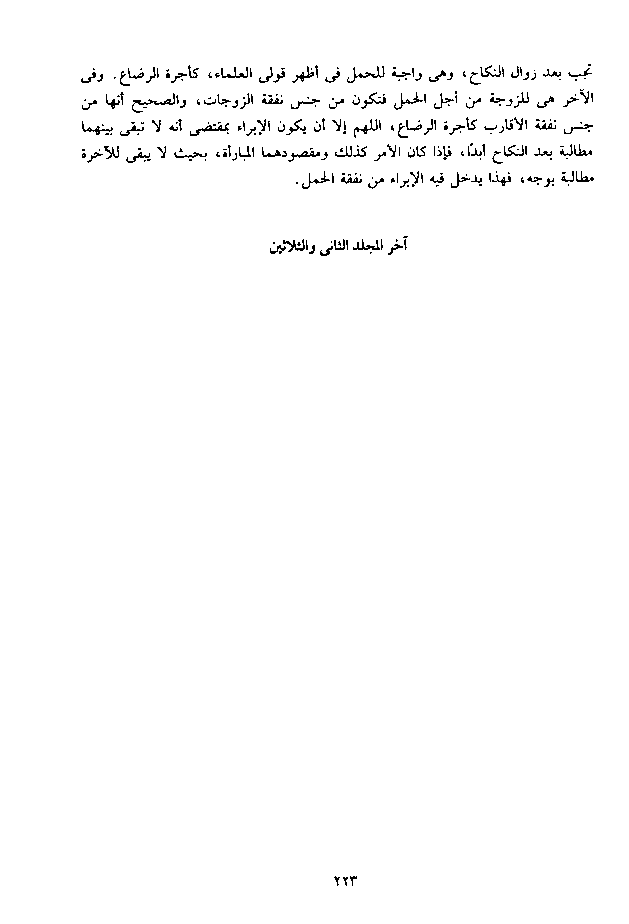 تجب بعد زوال النكاح، وهى واجبة للحمل فى أظهر قولى العلماء، كأجرة الرضاع. وفى
الآخر هى للزوجة من أجل الحمل فتكون من جنس نفقة الزوجات، والصحيح أنها من
جنس نفقة الأقارب كأجرة الرضاع، اللهم إلا أن يكون الإبراء بمقتضى أنه لا تبقى بينهما
مطالبة بعد النكاح أبدًا، فإذا كان الأمر كذلك ومقصودهما المبارأة، بحيث لا يبقى للآخرة
مطالبة بوجه، فهذا يدخل فيه الإبراء من نفقة الحمل.
آخر المجلد الثانى والثلاثين
٢٢٣